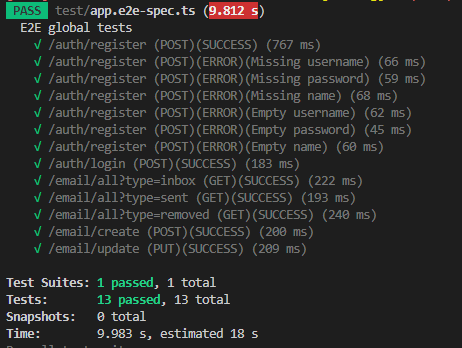 PASS test/app.e2e-spec.ts (9.812 s)
E2E global tests
√ /auth/register (POST)(SUCCESS) (767 ms)
√ /auth/register (POST)(ERROR)(Missing username) (66 ms)
√ /auth/register (POST)(ERROR)(Missing password) (59 ms)
√ /auth/register (POST)(ERROR)(Missing name) (68 ms)
√ /auth/register (POST)(ERROR)(Empty username) (62 ms)
√ /auth/register (POST)(ERROR)(Empty password) (45 ms)
√ /auth/register (POST)(ERROR)(Empty name) (60 ms)
√ /auth/login (POST)(SUCCESS) (183 ms)
√ /email/all?type=inbox (GET)(SUCCESS) (222 ms)
√ /email/all?type=sent (GET)(SUCCESS) (193 ms)
√ /email/all?type=removed (GET)(SUCCESS) (240 ms)
√ /email/create (POST)(SUCCESS) (200 ms)
√ /email/update (PUT)(SUCCESS) (209 ms)
Test Suites: 1 passed, 1 total
Tests: 13 passed, 13 total
Snapshots: 0 total
Time: 9.983 s, estimated 18 s